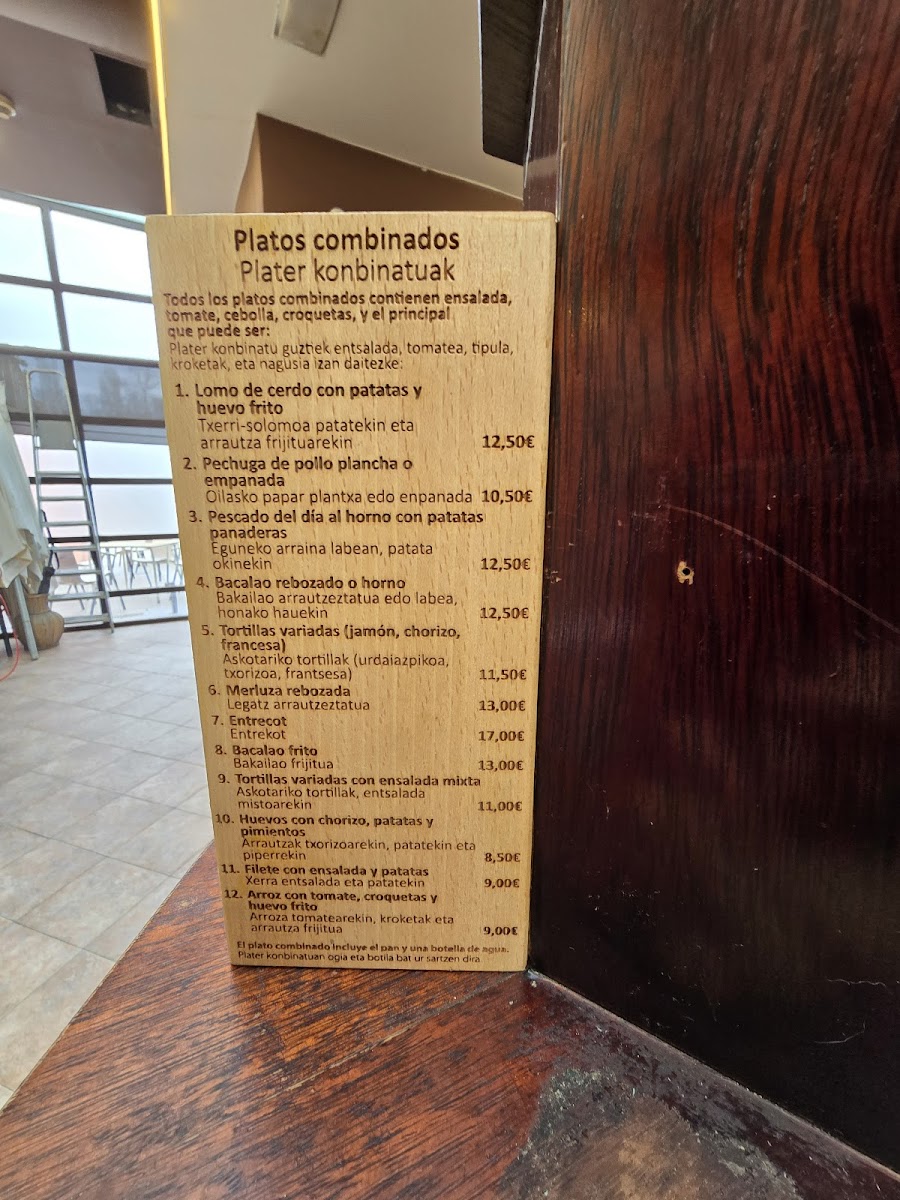 Platos combinados
Plater konbinatuak
Todos los platos combinados contienen ensalada,
tomate, cebolla, croquetas, y el principal
que puede ser:
Plater konbinatu guztiek entsalada, tomatea, tipula,
kroketak, eta nagusia izan daitezke:
1. Lomo de cerdo con patatas y
huevo frito
Txerri-solomoa patatekin eta
arrautza frijituarekin 12,50€
2. Pechuga de pollo plancha o
empanada
Oilasko papar plantxa edo enpanada 10,50€
3. Pescado del día al horno con patatas
panaderas
Eguneko arraina labean, patata
okinekin 12,50€
4. Bacalao rebozado o horno
Bakailao arrautzeztatua edo labea,
honako hauekin 12,50€
5. Tortillas variadas (jamón, chorizo,
francesa)
Askotariko tortillak (urdaiazpikoa,
txorizoa, frantsesa) 11,50€
6. Merluza rebozada
Legatz arrautzeztatua 13,00€
7. Entrecot
Entrekot 17,00€
8. Bacalao frito
Bakailao frijitua 13,00€
9. Tortillas variadas con ensalada mixta
Askotariko tortillak, entsalada
mistoarekin 11,00€
10. Huevos con chorizo, patatas y
pimientos
Arrautzak txorizoarekin, patatekin eta
piperrekin 8,50€
11. Filete con ensalada y patatas
Xerra entsalada eta patatekin 9,00€
12. Arroz con tomate, croquetas y
huevo frito
Arroza tomatearekin, kroketak eta
arrautza frijitua 9,00€
El plato combinado incluye el pan y una botella de agua.
Plater konbinatuan ogia eta botila bat ur sartzen dira